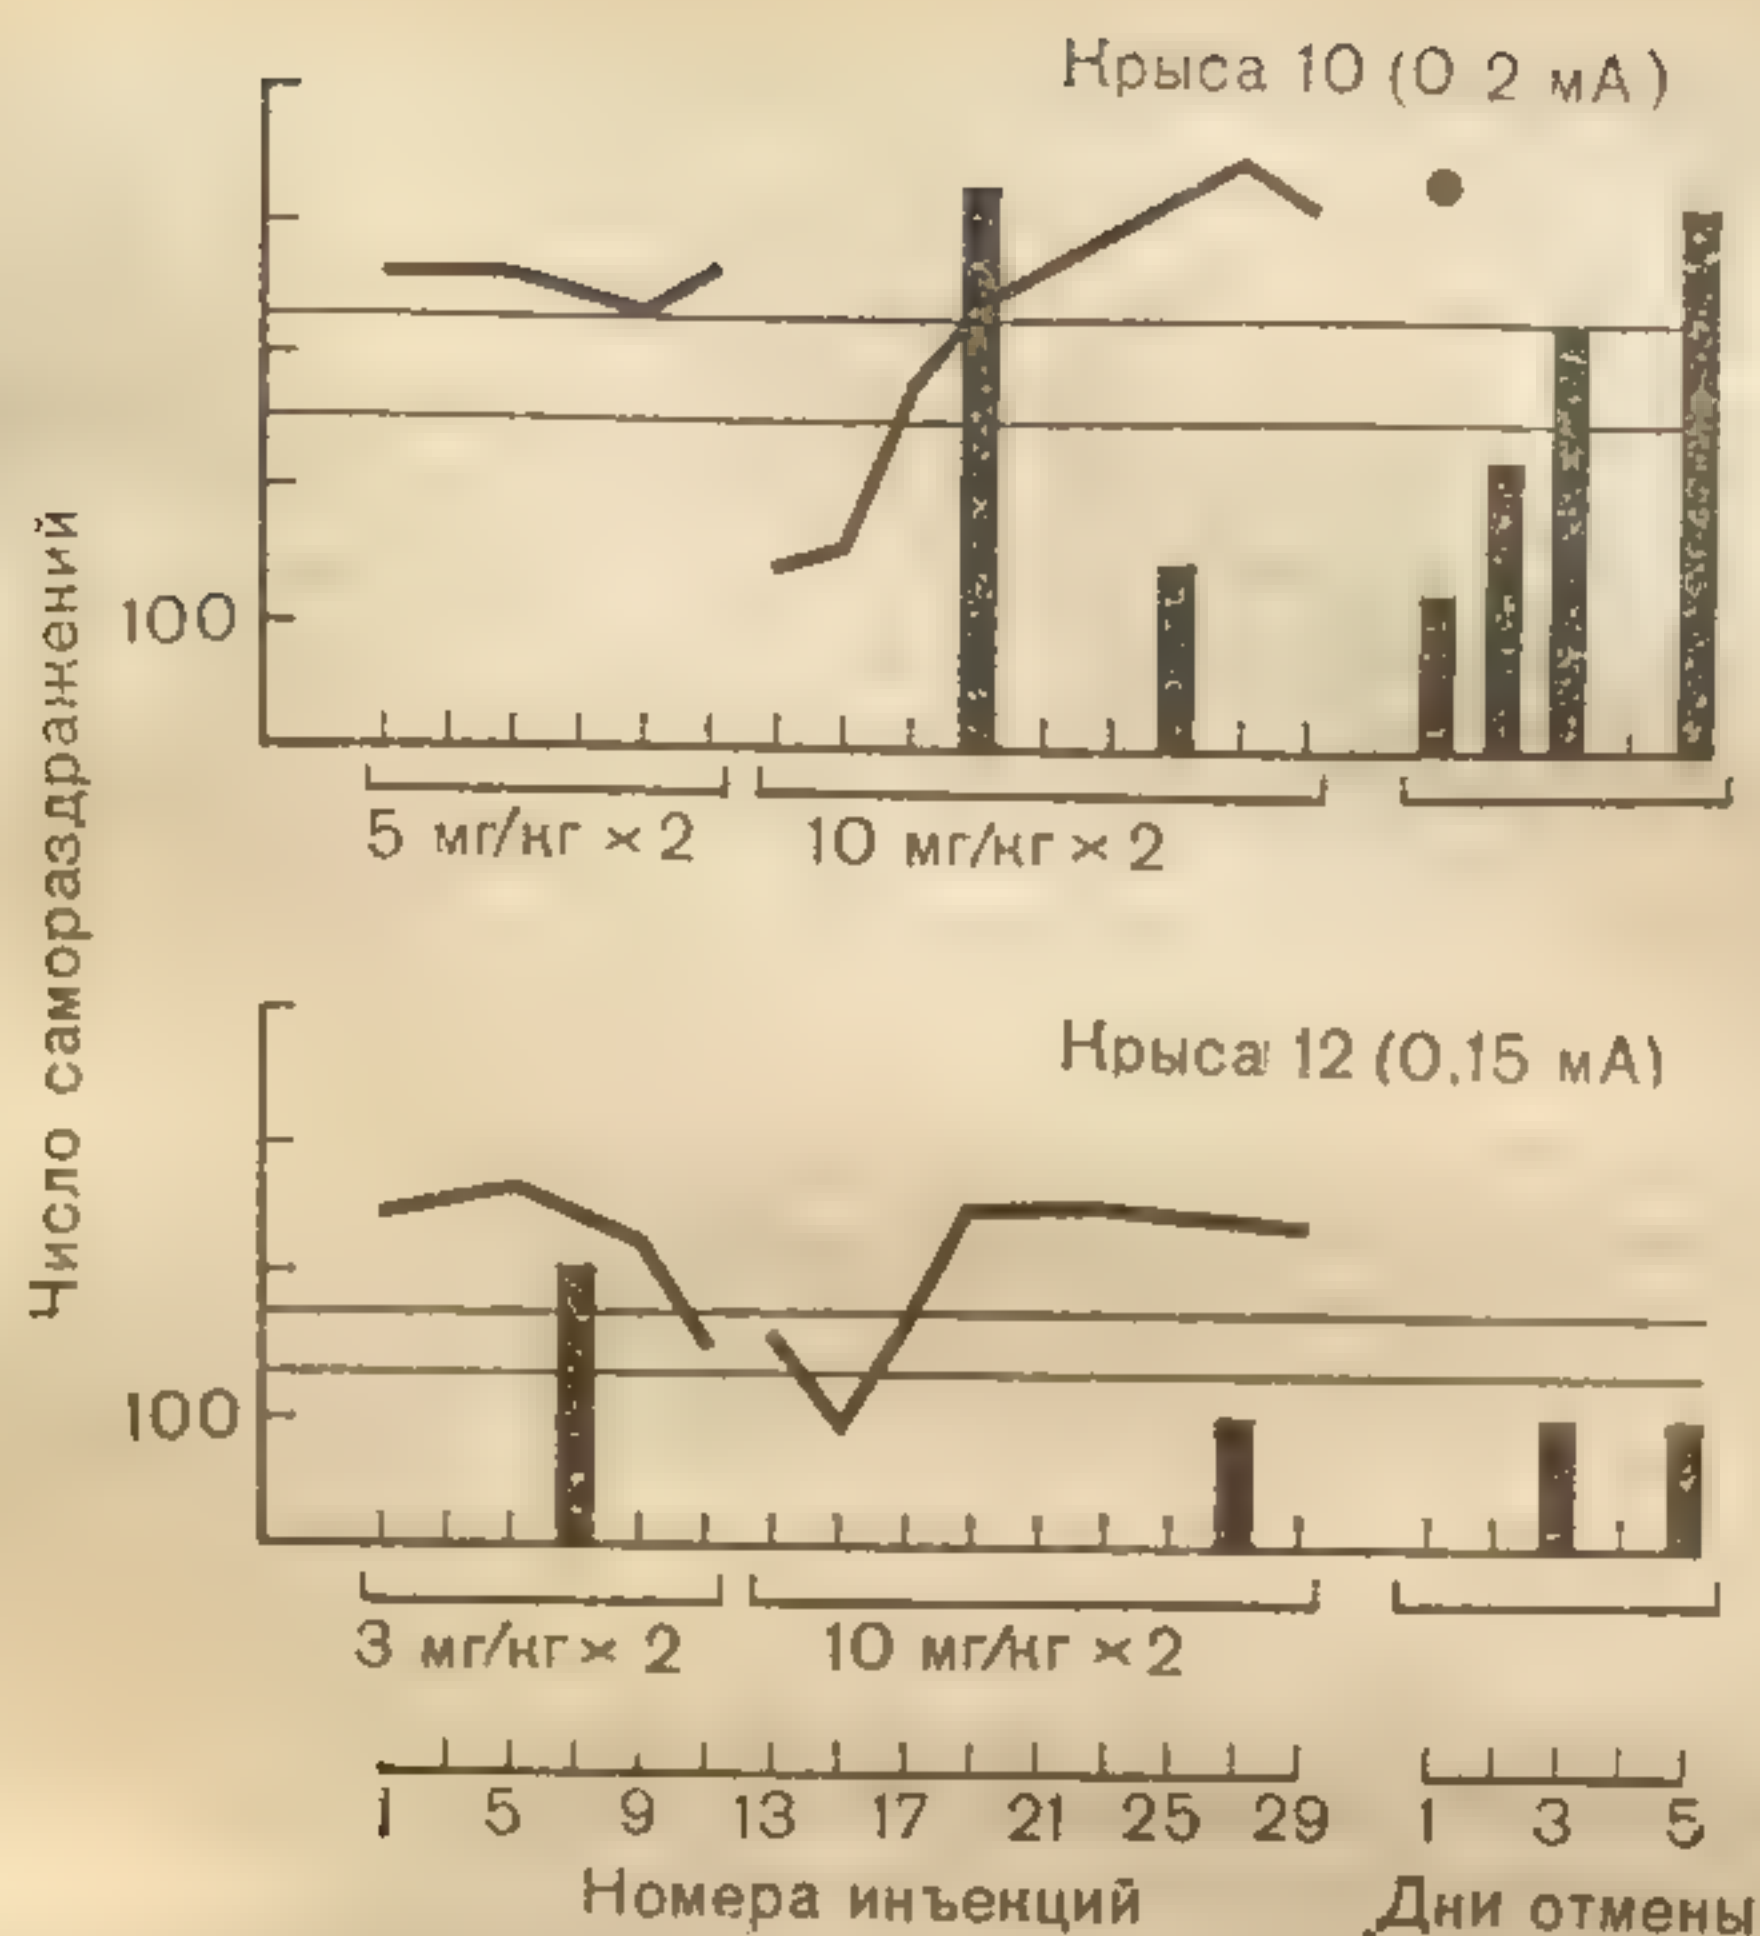 Крыса 10 (0 2 мА)
Число самораздражений
100
5 мг/кг × 2 10 мг/кг × 2
Крыса 12 (0,15 мА)
100
3 мг/кг × 2 10 мг/кг × 2
1 5 9 13 17 21 25 29 1 3 5
Номера инъекций Дни отмены